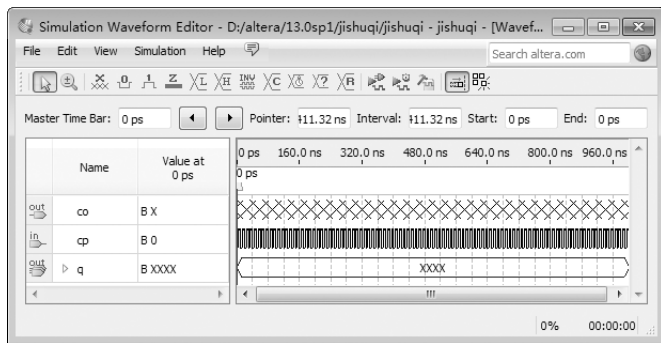 Simulation Waveform Editor - D:/altera/13.0sp1/jishuqi/jishuqi - jishuqi - [Wavef...
File Edit View Simulation Help
Search altera.com
Master Time Bar: 0 ps Pointer: 411.32 ns Interval: 411.32 ns Start: 0 ps End: 0 ps
Name Value at 0 ps
0 ps 160.0 ns 320.0 ns 480.0 ns 640.0 ns 800.0 ns 960.0 ns
0 ps
out co B X
in cp B 0
out q B XXXX XXXX
0% 00:00:00